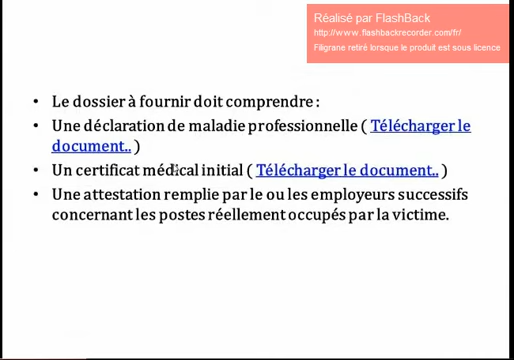 Réalisé par FlashBack
http://www.flashbackrecorder.com/fr/
Filigrane retiré lorsque le produit est sous licence
• Le dossier à fournir doit comprendre :
• Une déclaration de maladie professionnelle ( Télécharger le
document.. )
• Un certificat médical initial ( Télécharger le document.. )
• Une attestation remplie par le ou les employeurs successifs
concernant les postes réellement occupés par la victime.